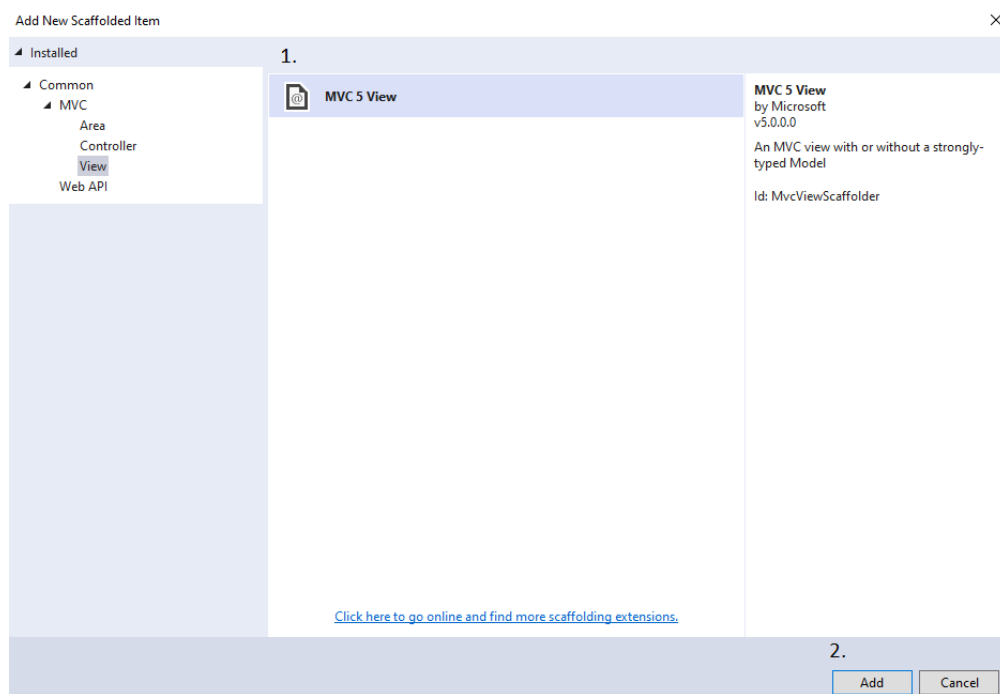 Add New Scaffolded Item
Installed
1.
Common
MVC
Area
Controller
View
Web API
MVC 5 View
MVC 5 View
by Microsoft
v5.0.0.0
An MVC view with or without a strongly-
typed Model
Id: MvcViewScaffolder
Click here to go online and find more scaffolding extensions.
2.
Add
Cancel